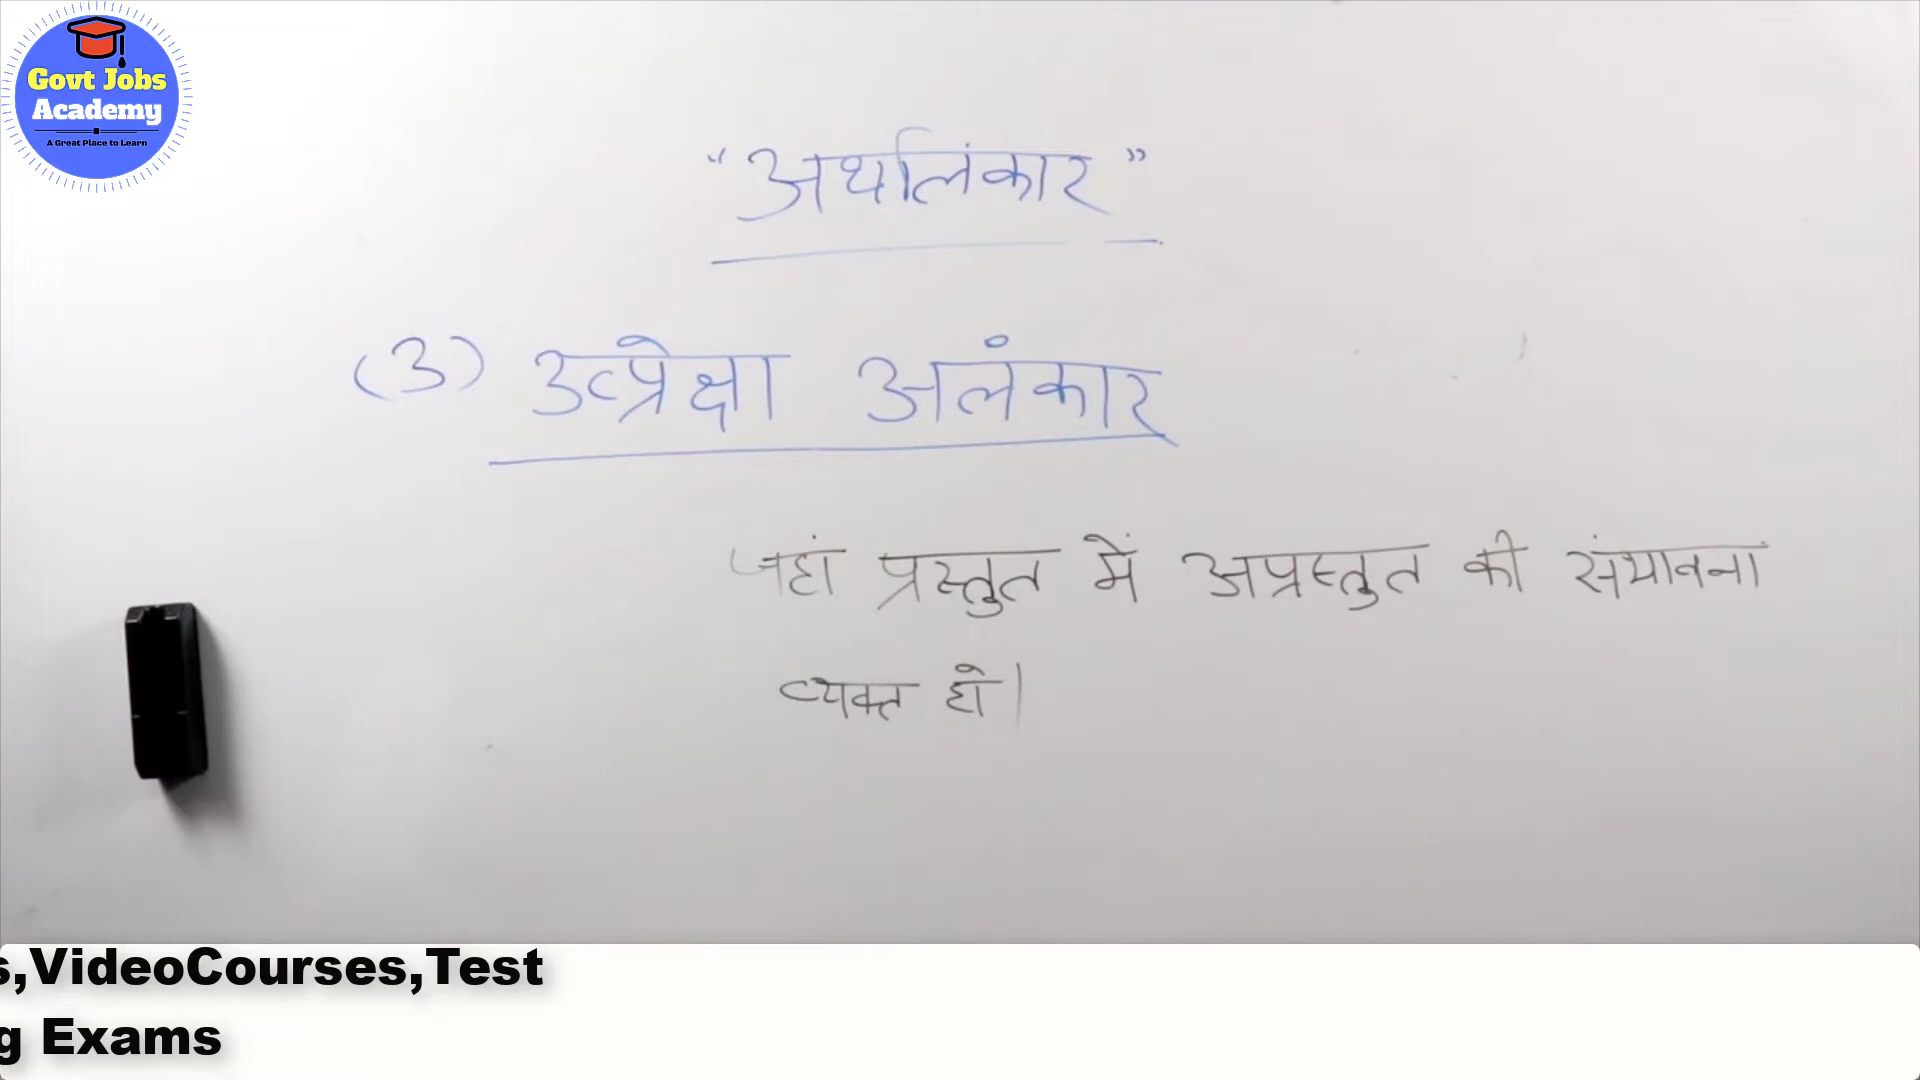 Govt Jobs
Academy
A Great Place to Learn
“अर्थालंकार”
(3) उत्प्रेक्षा अलंकार
जहां प्रस्तुत में अप्रस्तुत की संभावना
व्यक्त हो।
s,VideoCourses,Test
g Exams